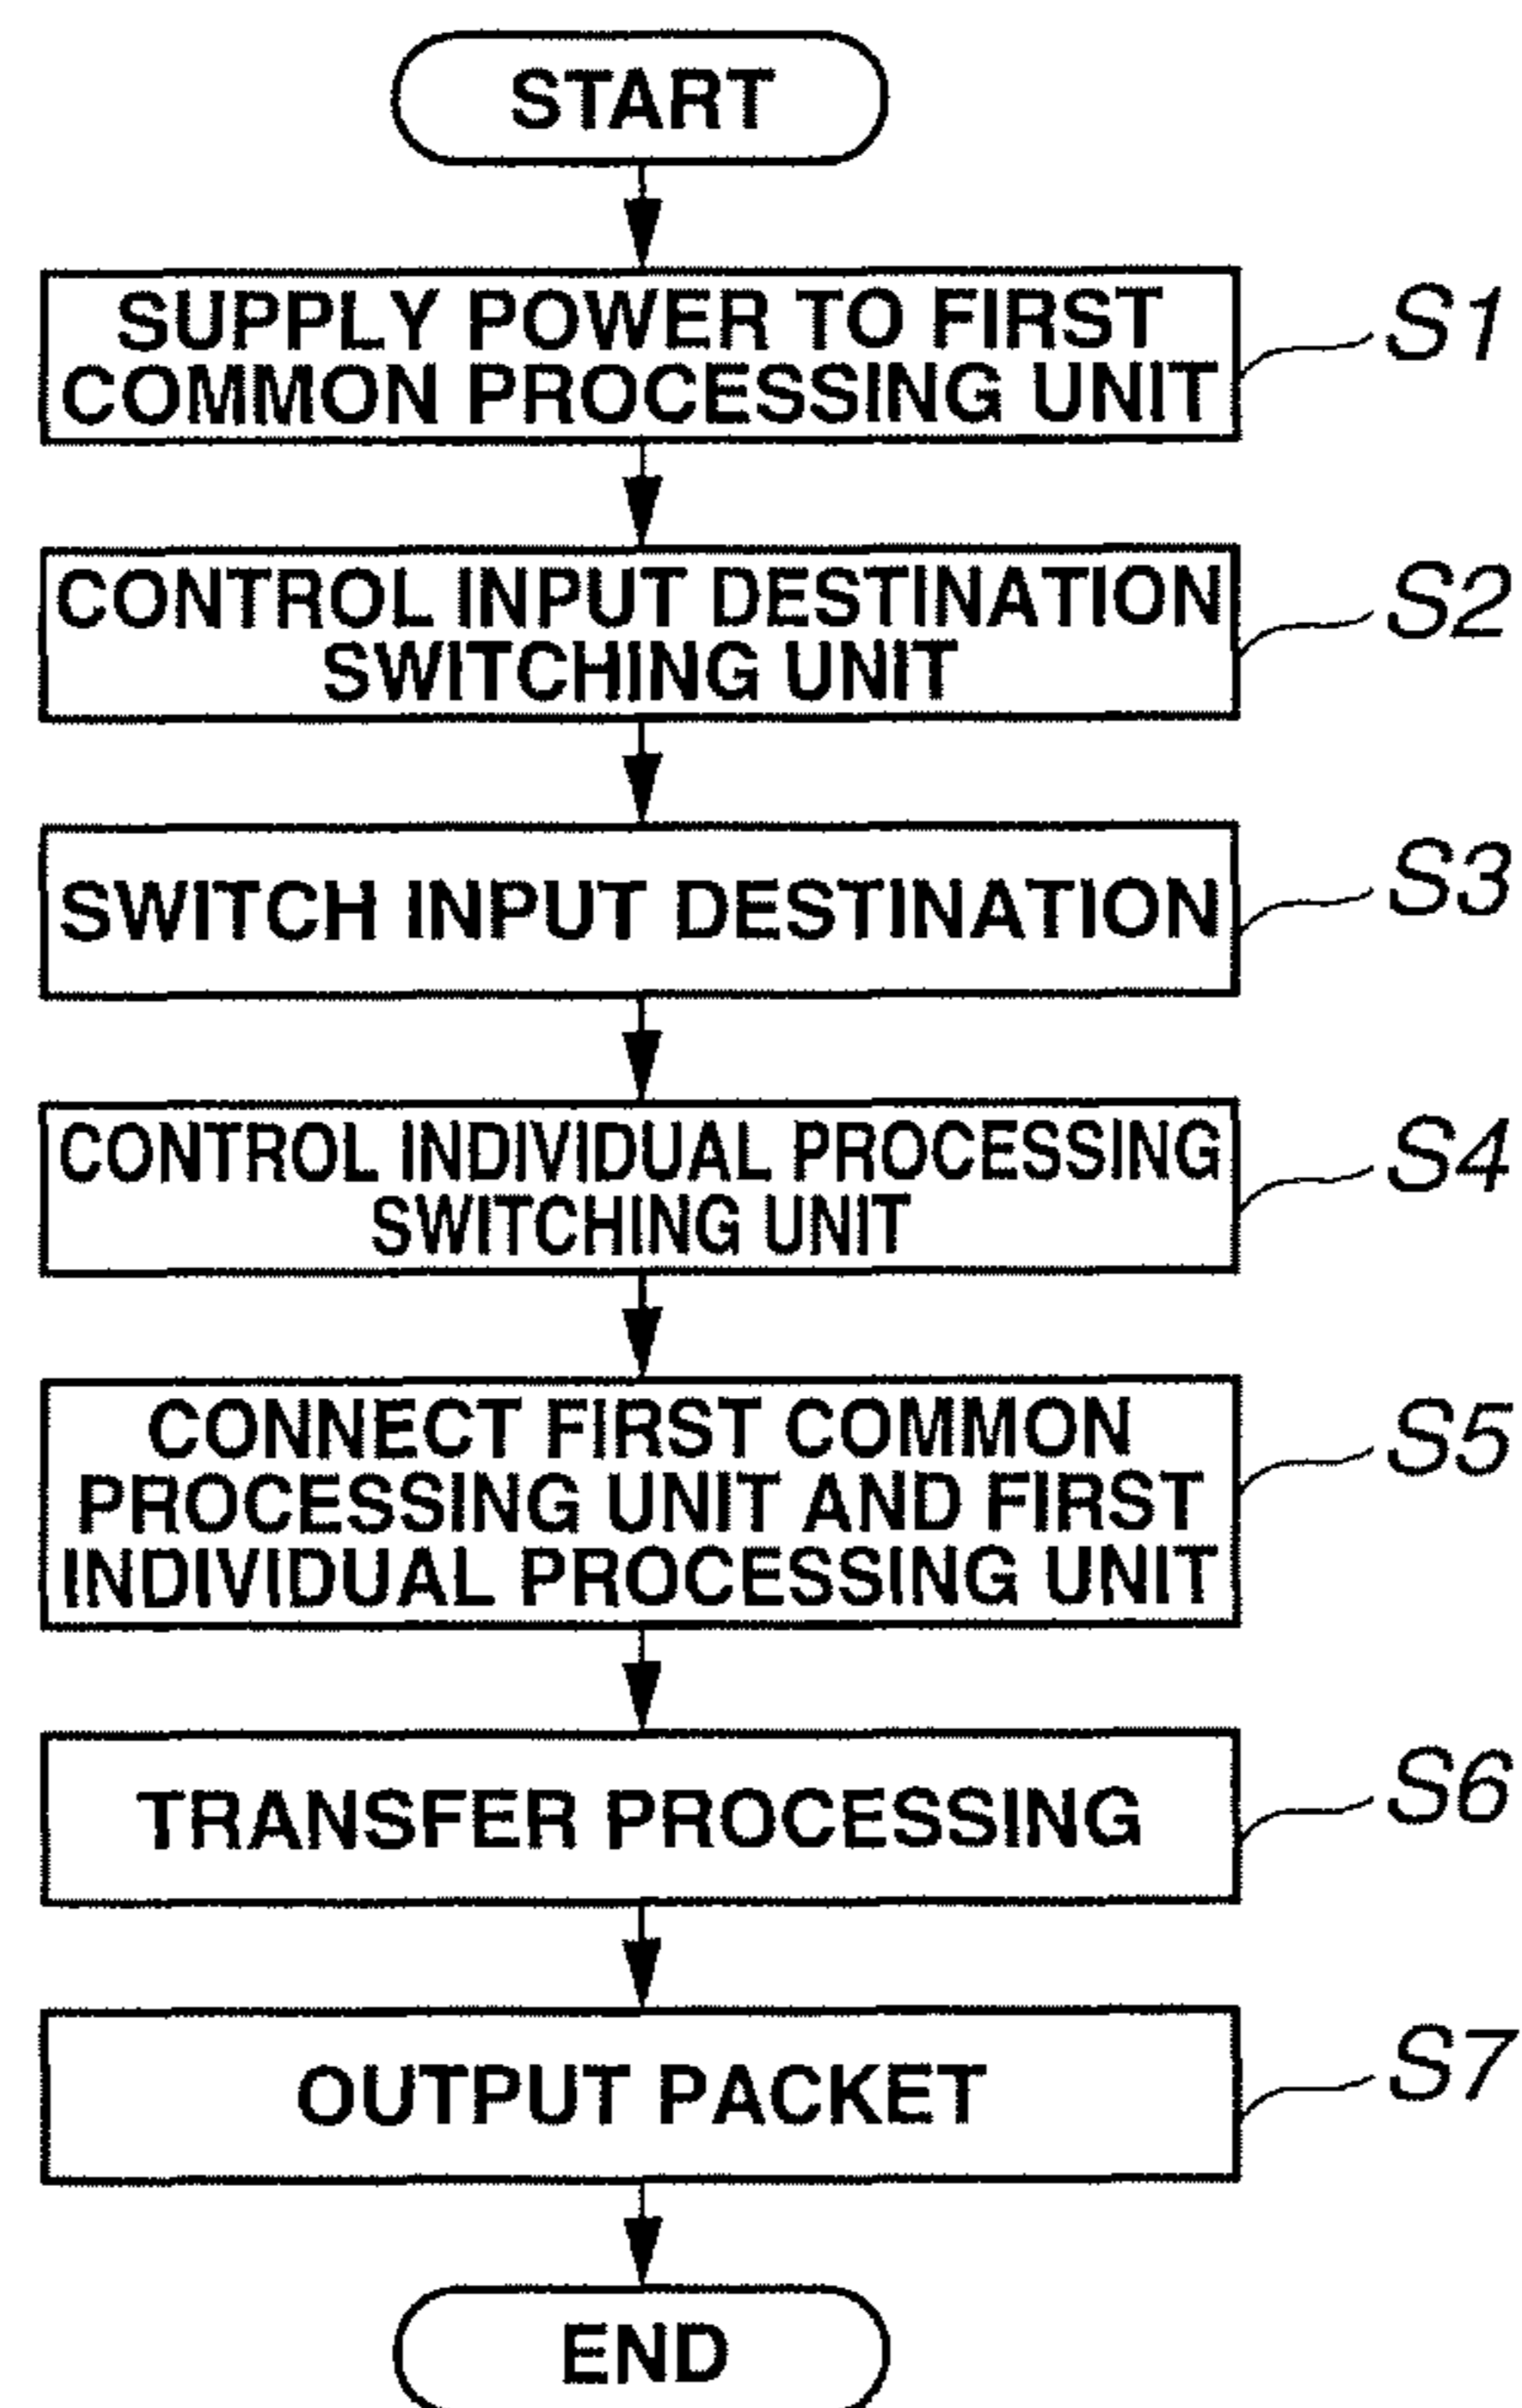 START
SUPPLY POWER TO FIRST
COMMON PROCESSING UNIT
S1
CONTROL INPUT DESTINATION
SWITCHING UNIT
S2
SWITCH INPUT DESTINATION
S3
CONTROL INDIVIDUAL PROCESSING
SWITCHING UNIT
S4
CONNECT FIRST COMMON
PROCESSING UNIT AND FIRST
INDIVIDUAL PROCESSING UNIT
S5
TRANSFER PROCESSING
S6
OUTPUT PACKET
S7
END